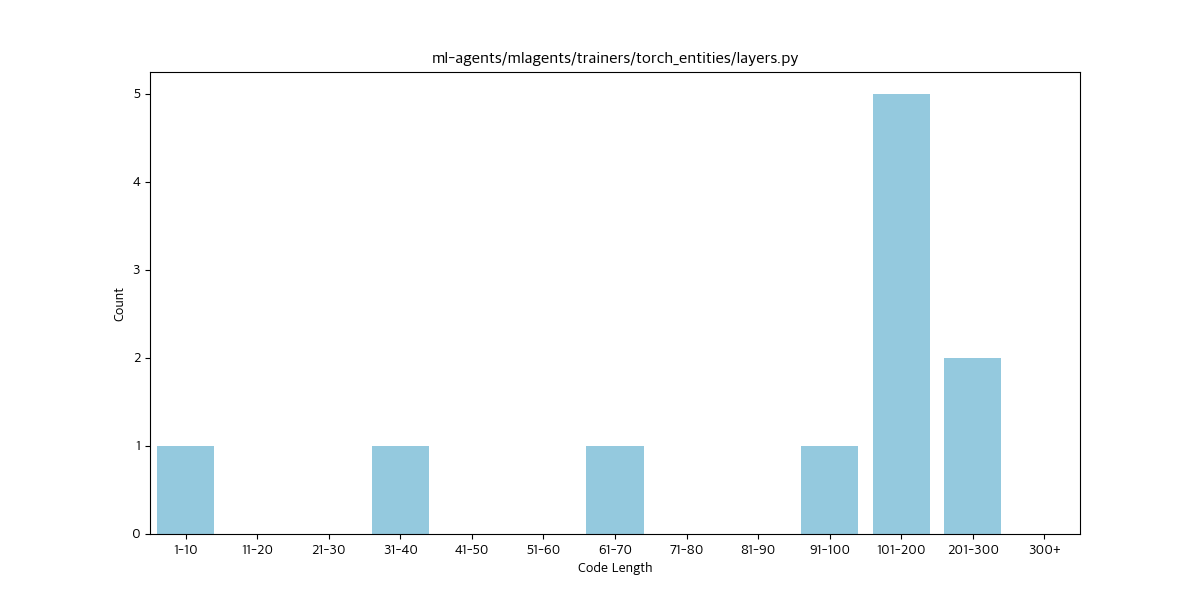 ml-agents/mlagents/trainers/torch_entities/layers.py
5
4
3
2
1
0
Count
1-10 11-20 21-30 31-40 41-50 51-60 61-70 71-80 81-90 91-100 101-200 201-300 300+
Code Length